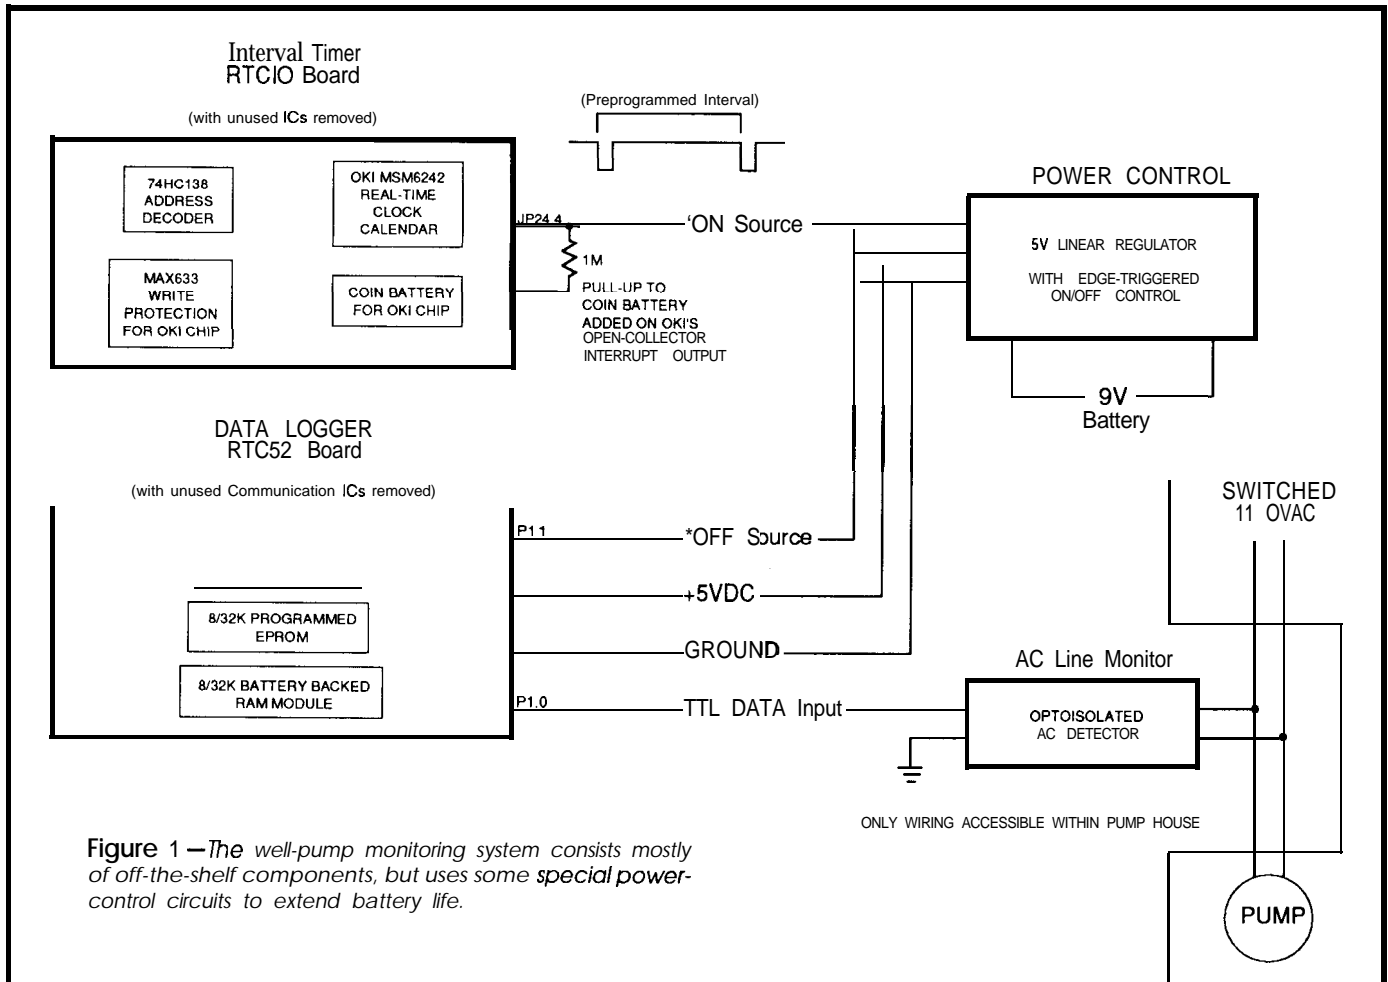 Interval Timer
RTCIO Board
(with unused ICs removed)
74HC138
ADDRESS
DECODER
OKI MSM6242
REAL-TIME
CLOCK
CALENDAR
MAX633
WRITE
PROTECTION
FOR OKI CHIP
COIN BATTERY
FOR OKI CHIP
(Preprogrammed Interval)
JP24 4
'ON Source
1M
PULL-UP TO
COIN BATTERY
ADDED ON OKI'S
OPEN-COLLECTOR
INTERRUPT OUTPUT
POWER CONTROL
5V LINEAR REGULATOR
WITH EDGE-TRIGGERED
ON/OFF CONTROL
9V
Battery
DATA LOGGER
RTC52 Board
(with unused Communication ICs removed)
8/32K PROGRAMMED
EPROM
8/32K BATTERY BACKED
RAM MODULE
P1 1
*OFF Source
+5VDC
GROUND
P1.0
TTL DATA Input
SWITCHED
11 OVAC
AC Line Monitor
OPTOISOLATED
AC DETECTOR
ONLY WIRING ACCESSIBLE WITHIN PUMP HOUSE
PUMP
Figure 1 —The well-pump monitoring system consists mostly
of off-the-shelf components, but uses some special power-
control circuits to extend battery life.